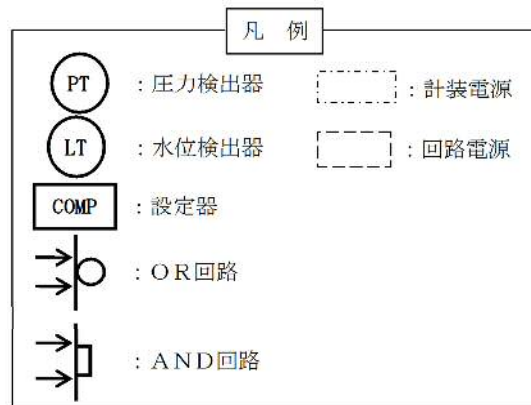 凡 例
PT ：圧力検出器 ：計装電源
LT ：水位検出器 ：回路電源
COMP ：設定器
：ＯＲ回路
：ＡＮＤ回路